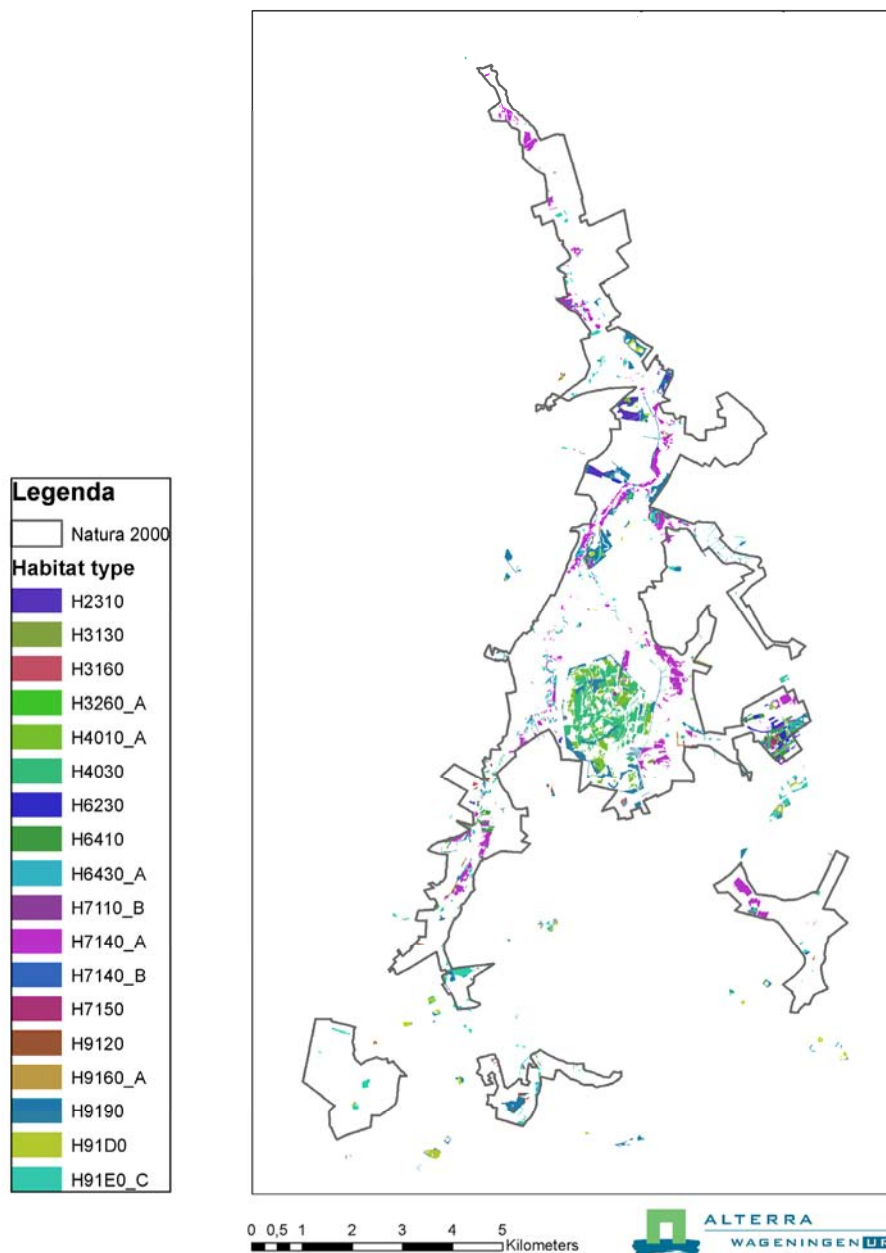 Legenda
Natura 2000
Habitat type
H2310
H3130
H3160
H3260_A
H4010_A
H4030
H6230
H6410
H6430_A
H7110_B
H7140_A
H7140_B
H7150
H9120
H9160_A
H9190
H91D0
H91E0_C
0 0,5 1 2 3 4 5
Kilometers
ALTERRA
WAGENINGEN UR